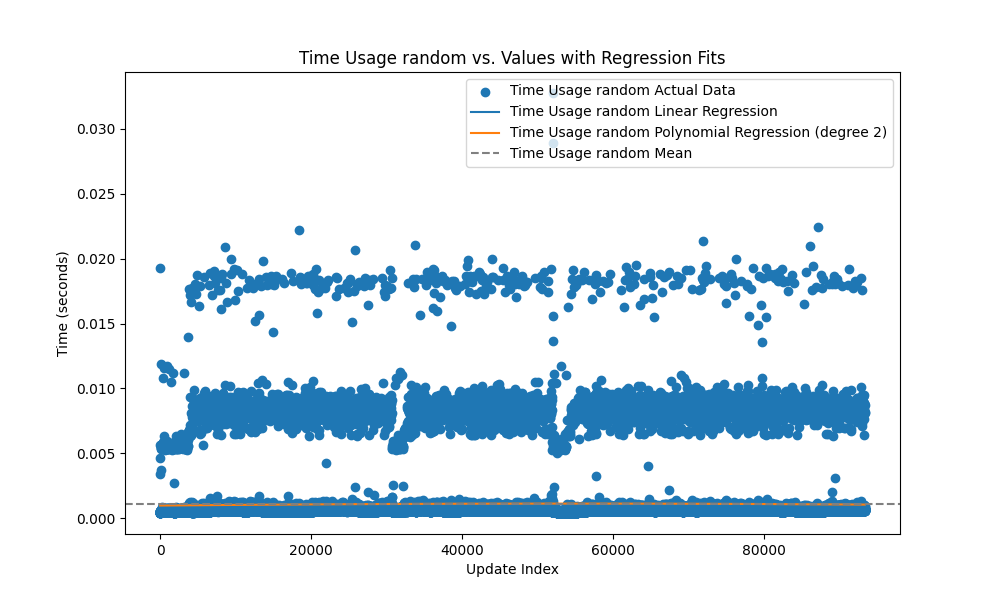 Time Usage random vs. Values with Regression Fits
Time Usage random Actual Data
Time Usage random Linear Regression
Time Usage random Polynomial Regression (degree 2)
Time Usage random Mean
Time (seconds)
0.030
0.025
0.020
0.015
0.010
0.005
0.000
0
20000
40000
60000
80000
Update Index